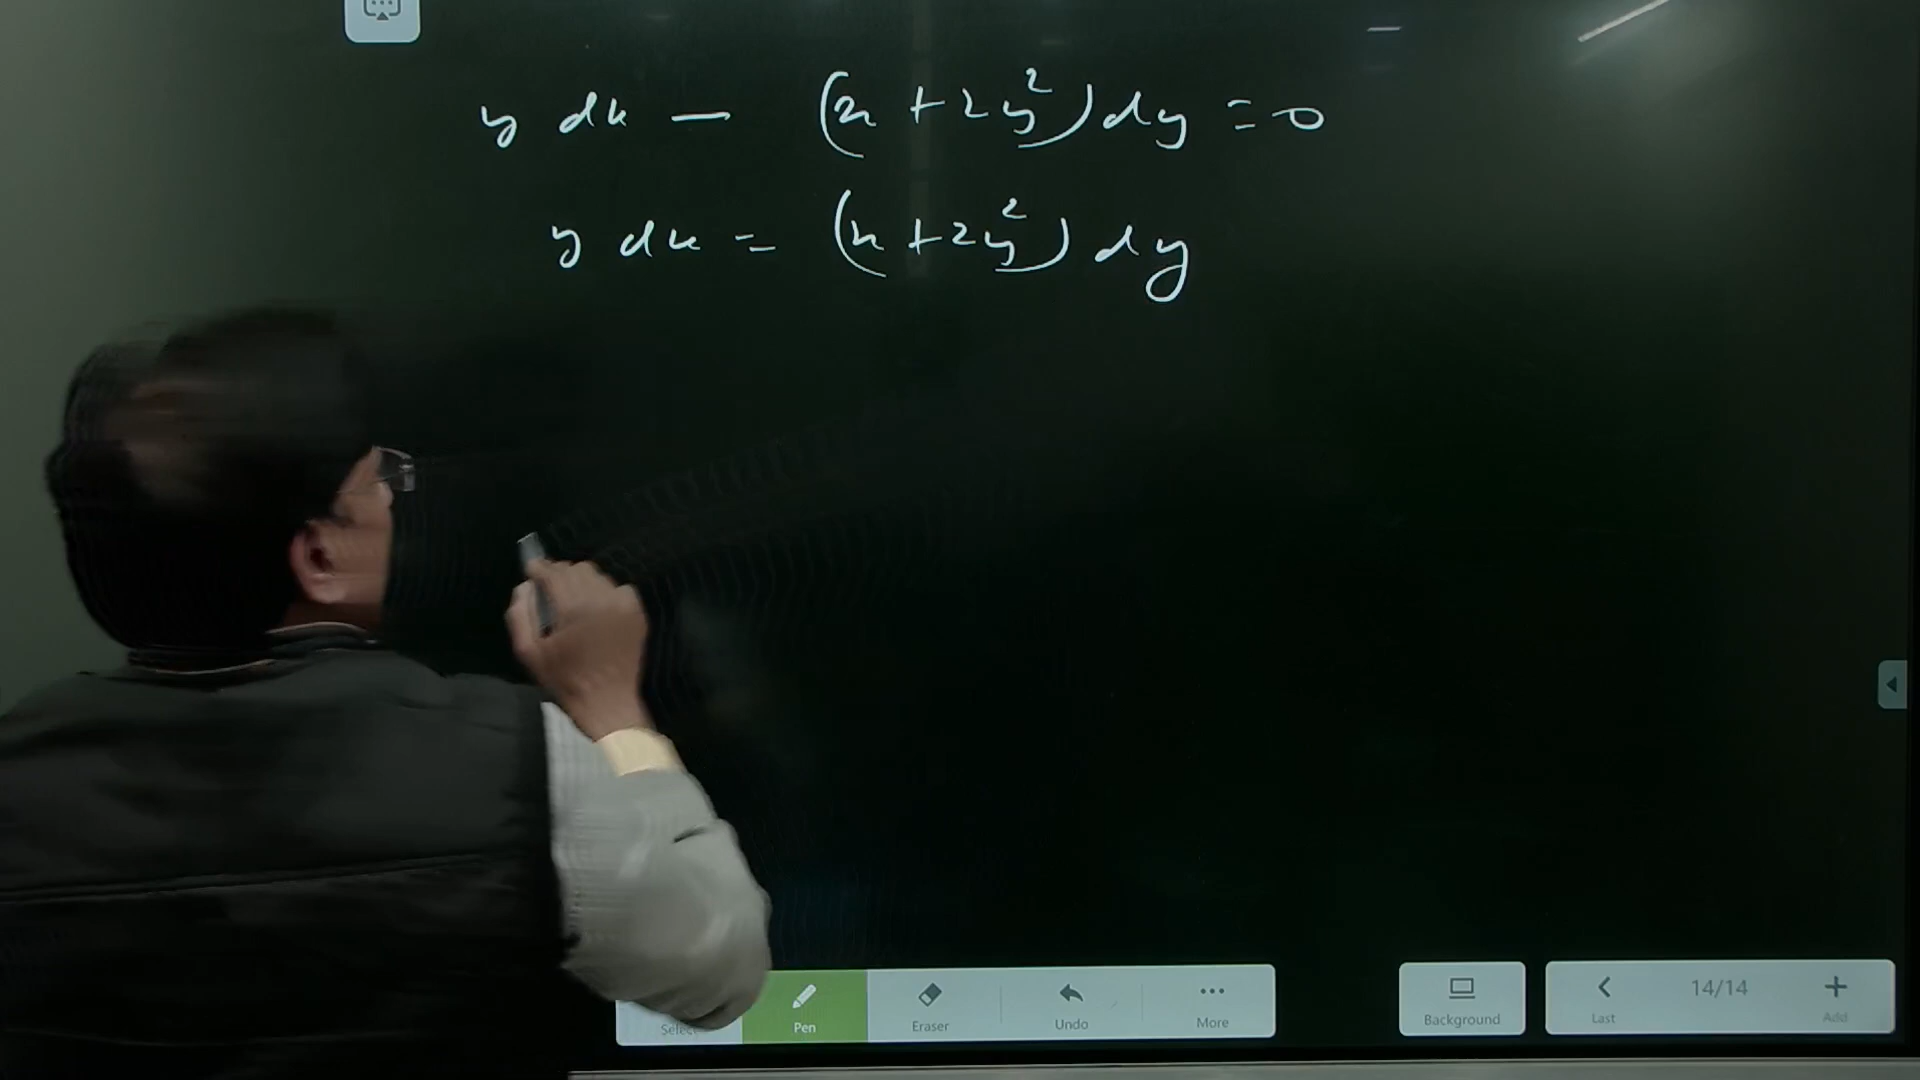 y dx - (x + 2y²) dy = 0
y dx = (x + 2y²) dy
Select
Pen
Eraser
Undo
More
Background
Last
14/14
Add